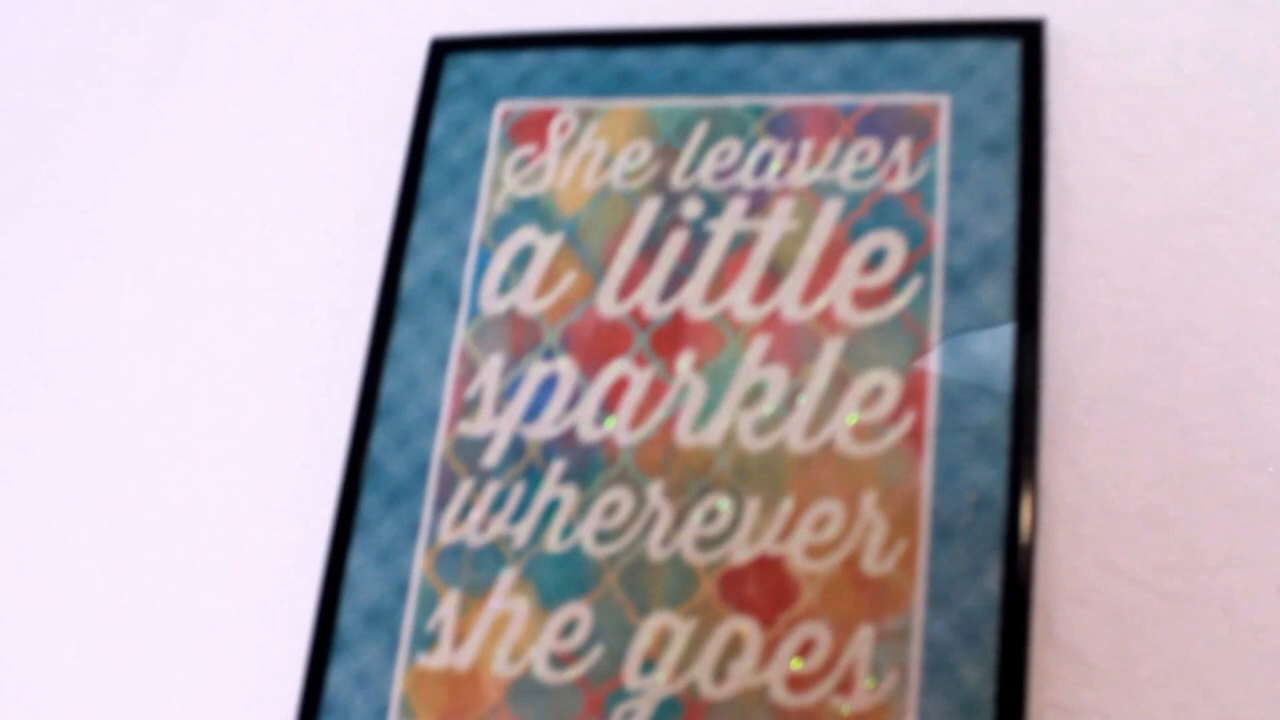 She leaves
a little
sparkle
wherever
she goes